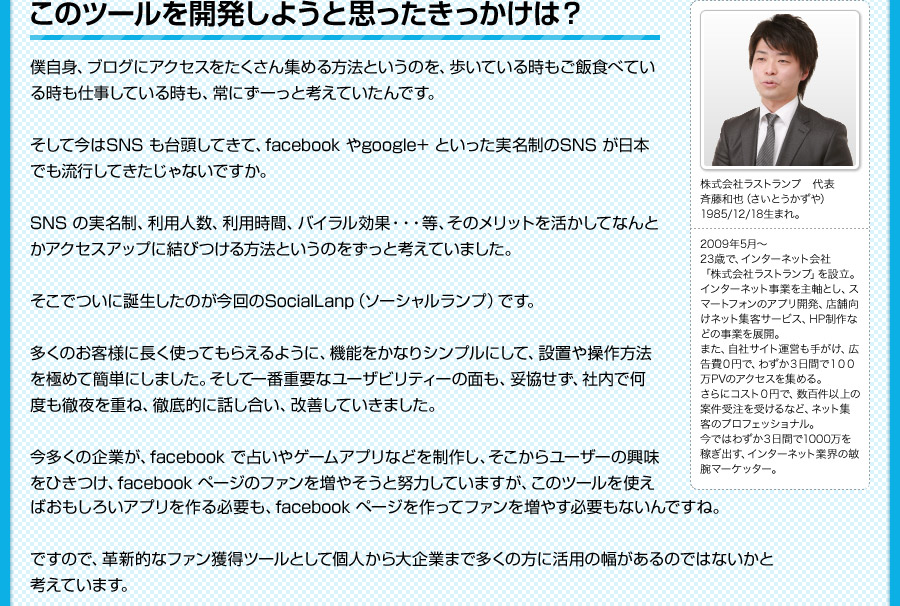 このツールを開発しようと思ったきっかけは？
僕自身、ブログにアクセスをたくさん集める方法というのを、歩いている時もご飯食べてい
る時も仕事している時も、常にずーっと考えていたんです。
そして今はSNS も台頭してきて、facebook やgoogle+ といった実名制のSNS が日本
でも流行してきたじゃないですか。
SNS の実名制、利用人数、利用時間、バイラル効果・・・等、そのメリットを活かしてなんと
かアクセスアップに結びつける方法というのをずっと考えていました。
そこでついに誕生したのが今回のSocialLanp（ソーシャルランプ）です。
多くのお客様に長く使ってもらえるように、機能をかなりシンプルにして、設置や操作方法
を極めて簡単にしました。そして一番重要なユーザビリティーの面も、妥協せず、社内で何
度も徹夜を重ね、徹底的に話し合い、改善していきました。
今多くの企業が、facebook で占いやゲームアプリなどを制作し、そこからユーザーの興味
をひきつけ、facebook ページのファンを増やそうと努力していますが、このツールを使え
ばおもしろいアプリを作る必要も、facebook ページを作ってファンを増やす必要もないんですね。
ですので、革新的なファン獲得ツールとして個人から大企業まで多くの方に活用の幅があるのではないかと
考えています。
株式会社ラストランプ　代表
斉藤和也（さいとうかずや）
1985/12/18生まれ。
2009年5月〜
23歳で、インターネット会社
「株式会社ラストランプ」を設立。
インターネット事業を主軸とし、ス
マートフォンのアプリ開発、店舗向
けネット集客サービス、HP制作な
どの事業を展開。
また、自社サイト運営も手がけ、広
告費０円で、わずか３日間で１００
万PVのアクセスを集める。
さらにコスト０円で、数百件以上の
案件受注を受けるなど、ネット集
客のプロフェッショナル。
今ではわずか３日間で1000万を
稼ぎ出す、インターネット業界の敏
腕マーケッター。